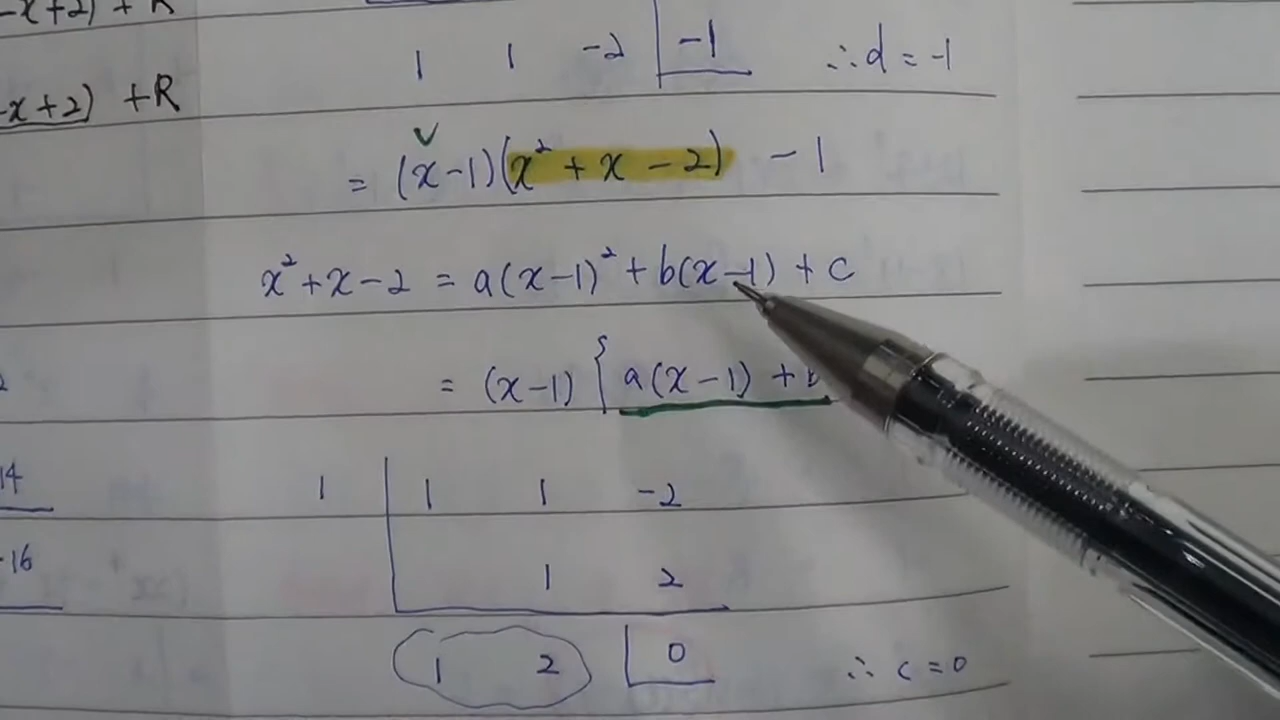 -x+2) + R
-x+2) +R
1 1 -2 | -1 ∴ d = -1
= (x-1)(x² + x - 2) - 1
x² + x - 2 = a(x-1)² + b(x-1) + c
= (x-1) { a(x-1) + b
14
1 | 1 1 -2
-16
1 2
1 2 | 0 ∴ c = 0